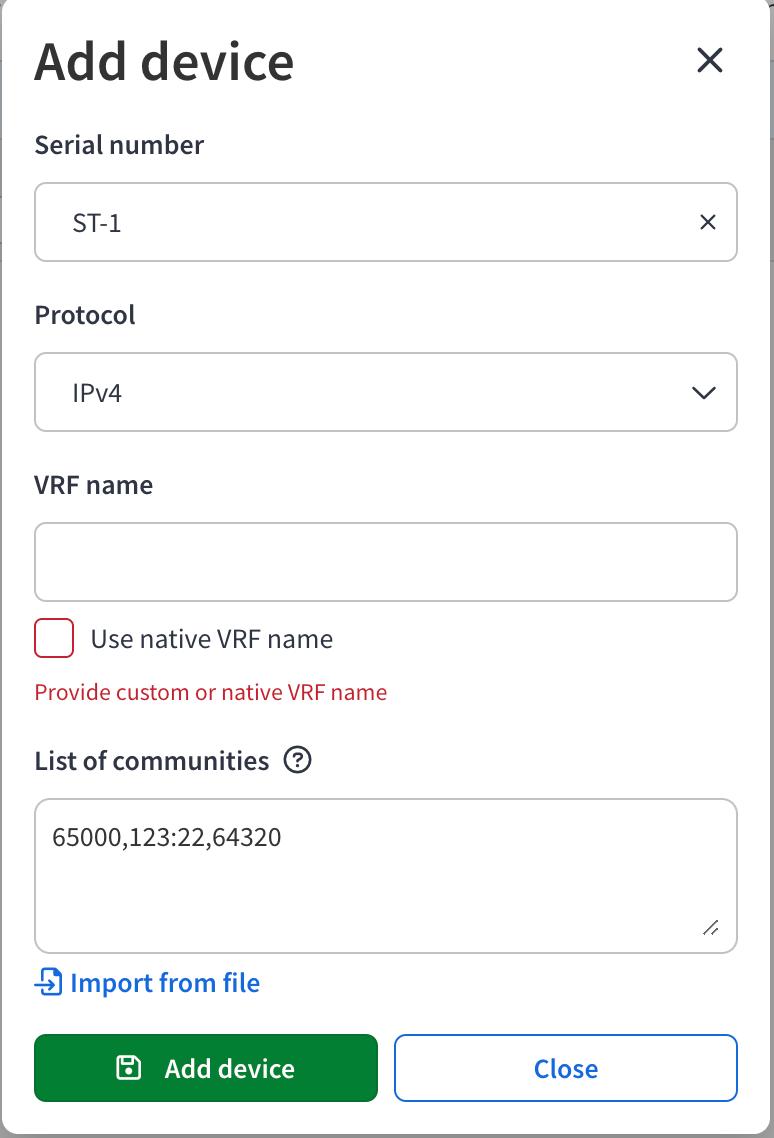 Add device
Serial number
ST-1
Protocol
IPv4
VRF name
Use native VRF name
Provide custom or native VRF name
List of communities
65000,123:22,64320
Import from file
Add device
Close